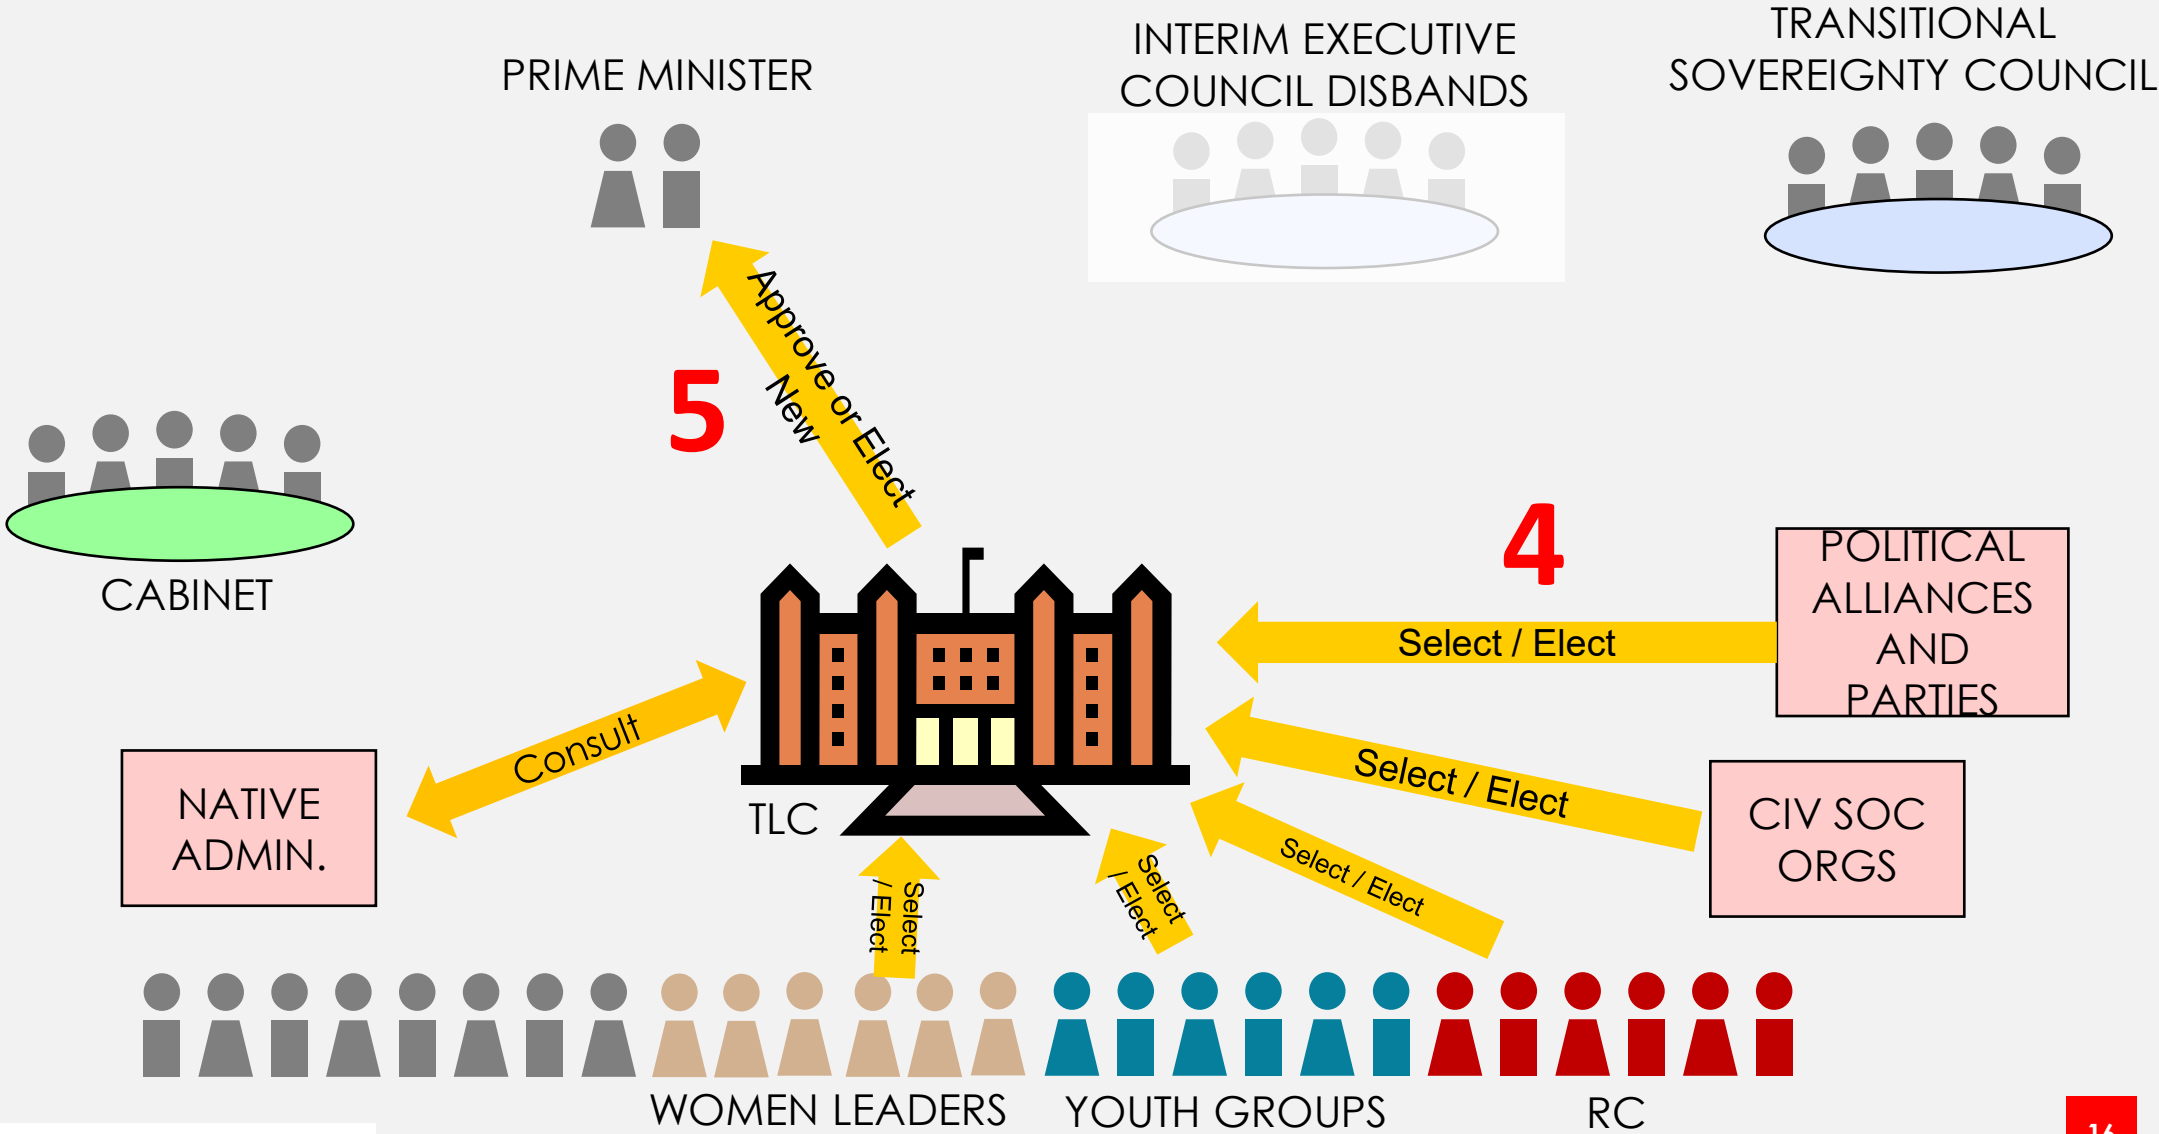 TRANSITIONAL
SOVEREIGNTY COUNCIL
INTERIM EXECUTIVE
COUNCIL DISBANDS
PRIME MINISTER
Approve or Elect
New
5
4
CABINET
POLITICAL
ALLIANCES
AND
PARTIES
Select / Elect
Consult
Select / Elect
NATIVE
ADMIN.
TLC
CIV SOC
ORGS
Select / Elect
Select
/ Elect
Select
/ Elect
WOMEN LEADERS
YOUTH GROUPS
RC